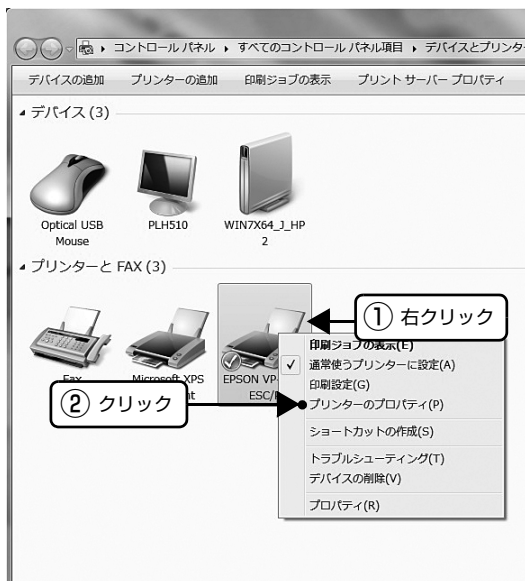 コントロール パネル ▸ すべてのコントロール パネル項目 ▸ デバイスとプリンタ
デバイスの追加 プリンターの追加 印刷ジョブの表示 プリント サーバー プロパティ
デバイス (3)
Optical USB
Mouse
PLH510
WIN7X64_J_HP
2
プリンターと FAX (3)
① 右クリック
Fax
Microsoft XPS
EPSON VP-
ESC/P
② クリック
印刷ジョブの表示(E)
通常使うプリンターに設定(A)
印刷設定(G)
プリンターのプロパティ(P)
ショートカットの作成(S)
トラブルシューティング(T)
デバイスの削除(V)
プロパティ(R)